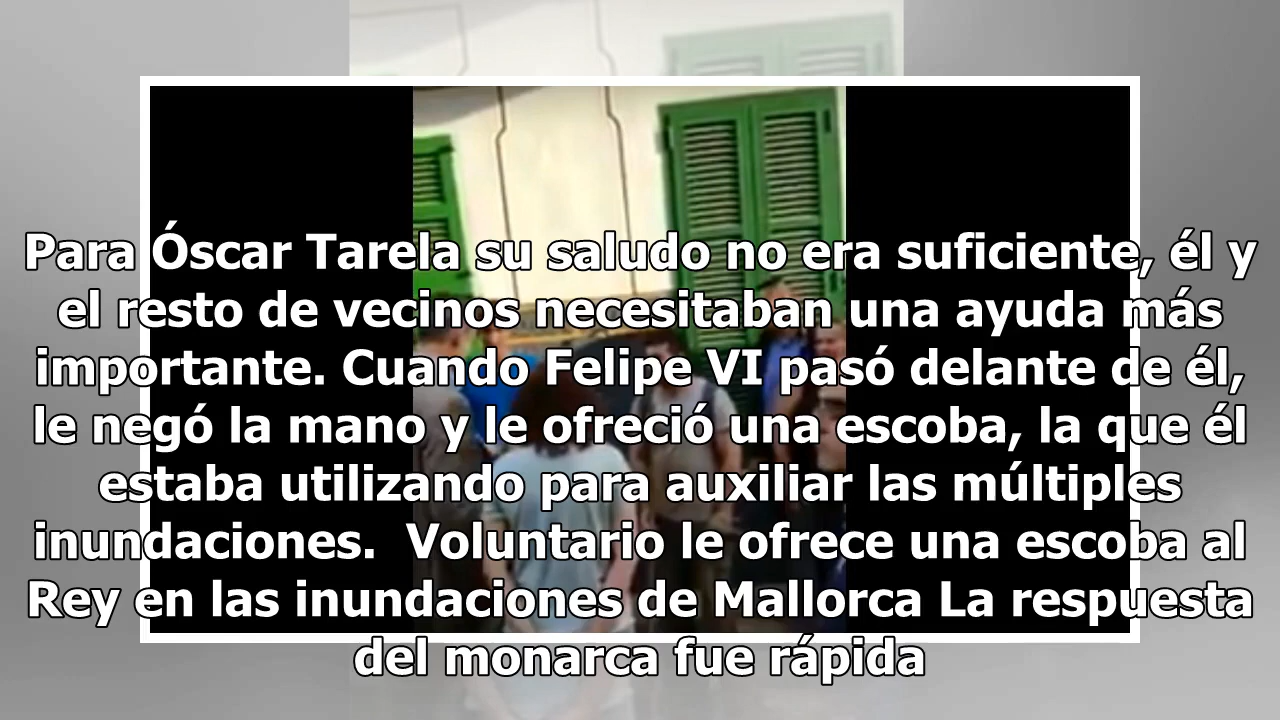 Para Óscar Tarela su saludo no era suficiente, él y
el resto de vecinos necesitaban una ayuda más
importante. Cuando Felipe VI pasó delante de él,
le negó la mano y le ofreció una escoba, la que él
estaba utilizando para auxiliar las múltiples
inundaciones.  Voluntario le ofrece una escoba al
Rey en las inundaciones de Mallorca La respuesta
del monarca fue rápida